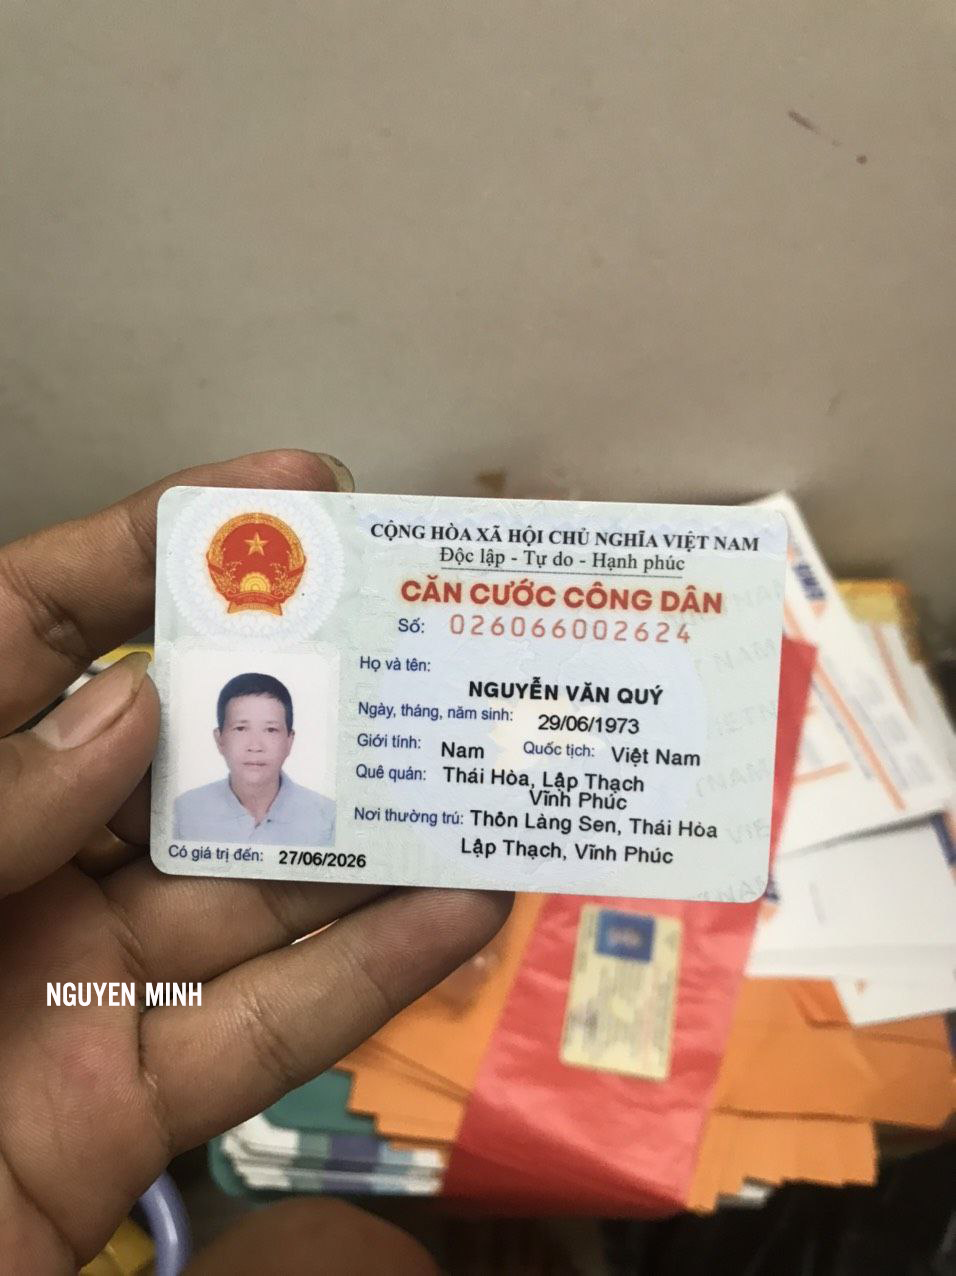 CỘNG HÒA XÃ HỘI CHỦ NGHĨA VIỆT NAM
Độc lập - Tự do - Hạnh phúc
CĂN CƯỚC CÔNG DÂN
Số: 026066002624
Họ và tên:
NGUYỄN VĂN QUÝ
Ngày, tháng, năm sinh: 29/06/1973
Giới tính: Nam Quốc tịch: Việt Nam
Quê quán: Thái Hòa, Lập Thạch
Vĩnh Phúc
Nơi thường trú: Thôn Làng Sen, Thái Hòa
Lập Thạch, Vĩnh Phúc
Có giá trị đến: 27/06/2026
NGUYEN MINH